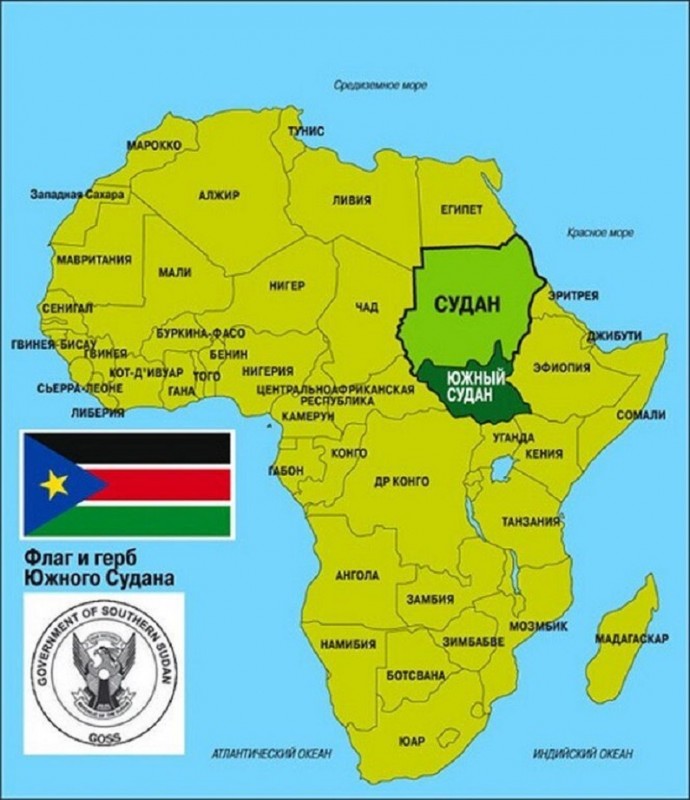 Средиземное море
ТУНИС
МАРОККО
Западная Сахара
АЛЖИР
ЛИВИЯ
ЕГИПЕТ
Красное море
МАВРИТАНИЯ
МАЛИ
НИГЕР
ЧАД
СУДАН
ЭРИТРЕЯ
СЕНИГАЛ
ГВИНЕЯ-БИСАУ
ГВИНЕЯ
БУРКИНА-ФАСО
БЕНИН
ДЖИБУТИ
КОТ-Д'ИВУАР
ТОГО
НИГЕРИЯ
ЭФИОПИЯ
СЬЕРРА-ЛЕОНЕ
ГАНА
ЦЕНТРАЛЬНОАФРИКАНСКАЯ
РЕСПУБЛИКА
ЮЖНЫЙ
СУДАН
ЛИБЕРИЯ
КАМЕРУН
СОМАЛИ
УГАНДА
КЕНИЯ
КОНГО
ГАБОН
ДР КОНГО
ТАНЗАНИЯ
Флаг и герб
Южного Судана
АНГОЛА
ЗАМБИЯ
МОЗМБИК
МАДАГАСКАР
НАМИБИЯ
ЗИМБАБВЕ
БОТСВАНА
ЮАР
GOVERNMENT OF SOUTHERN SUDAN
GOSS
АТЛАНТИЧЕСКИЙ ОКЕАН
ИНДИЙСКИЙ ОКЕАН